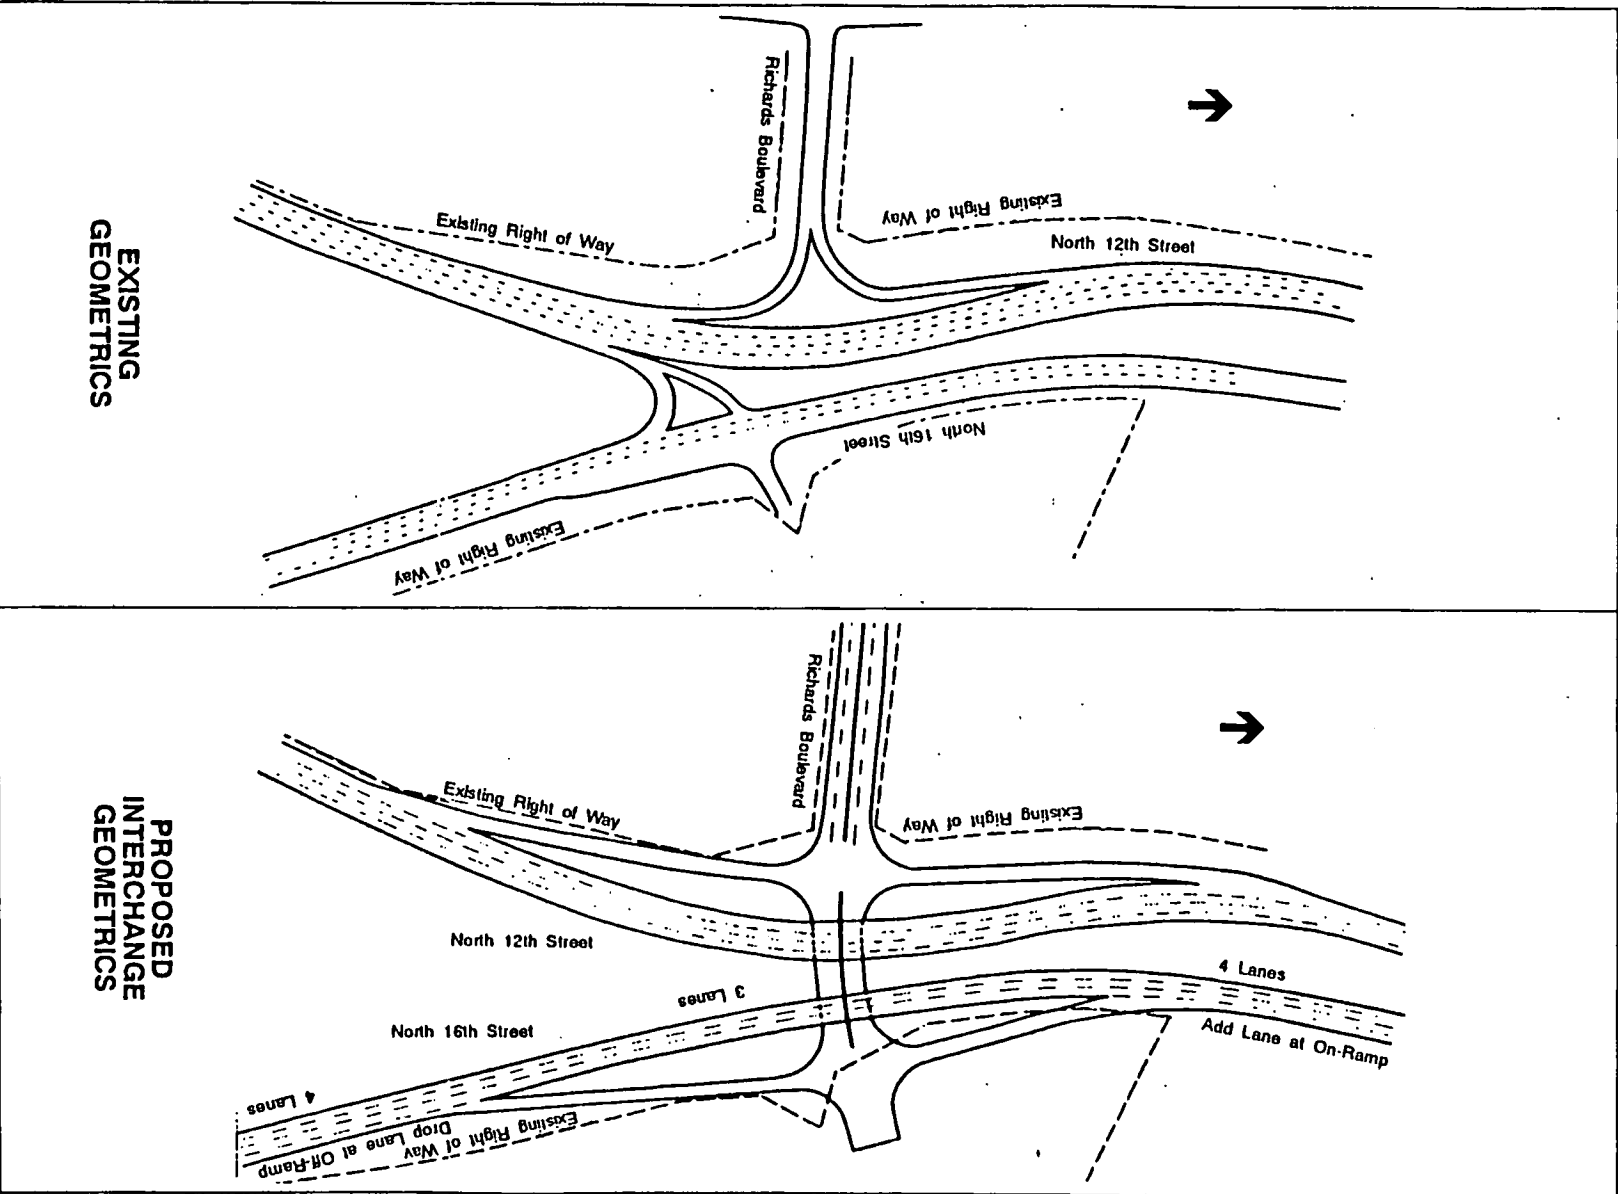 EXISTING
GEOMETRICS
Richards Boulevard
Existing Right of Way
Existing Right of Way
North 12th Street
North 16th Street
Existing Right of Way
PROPOSED
INTERCHANGE
GEOMETRICS
Richards Boulevard
Existing Right of Way
Existing Right of Way
North 12th Street
4 Lanes
3 Lanes
North 16th Street
Add Lane at On-Ramp
4 Lanes
Existing Right of Way
Drop Lane at Off-Ramp